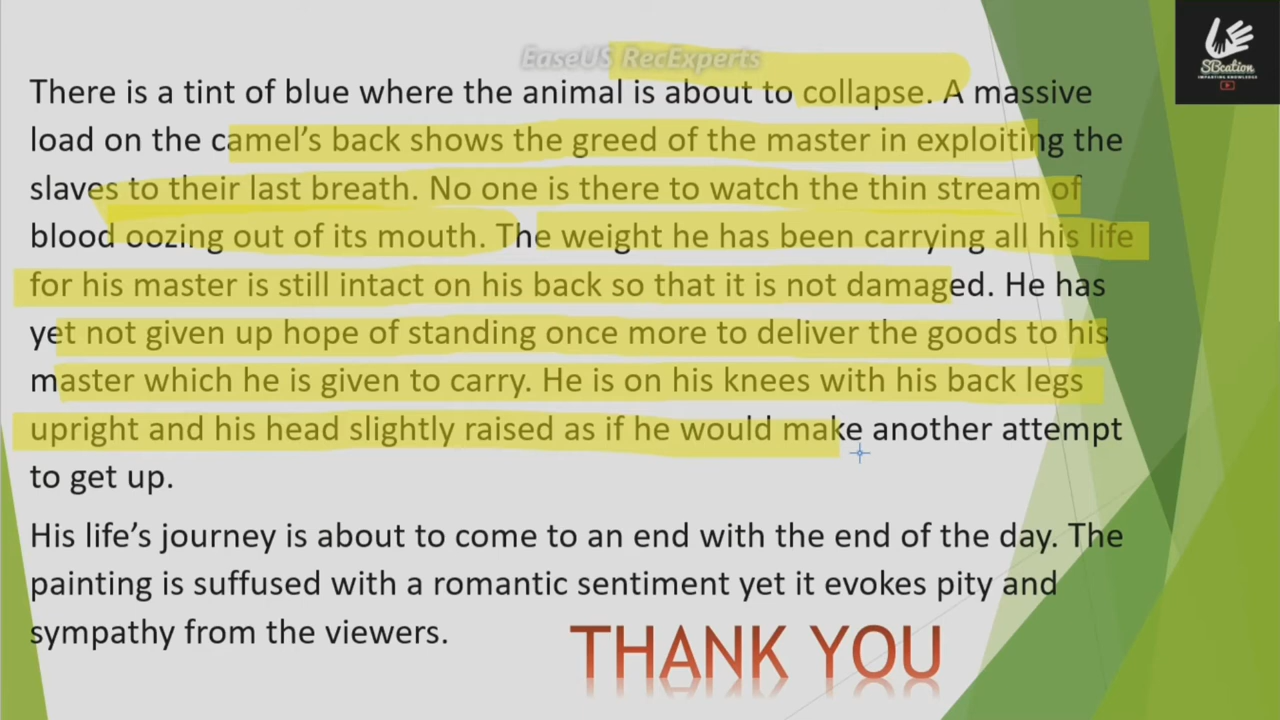 EaseUS RecExperts
SBcation
IMPARTING KNOWLEDGE
There is a tint of blue where the animal is about to collapse. A massive
load on the camel’s back shows the greed of the master in exploiting the
slaves to their last breath. No one is there to watch the thin stream of
blood oozing out of its mouth. The weight he has been carrying all his life
for his master is still intact on his back so that it is not damaged. He has
yet not given up hope of standing once more to deliver the goods to his
master which he is given to carry. He is on his knees with his back legs
upright and his head slightly raised as if he would make another attempt
to get up.
His life’s journey is about to come to an end with the end of the day. The
painting is suffused with a romantic sentiment yet it evokes pity and
sympathy from the viewers.
THANK YOU